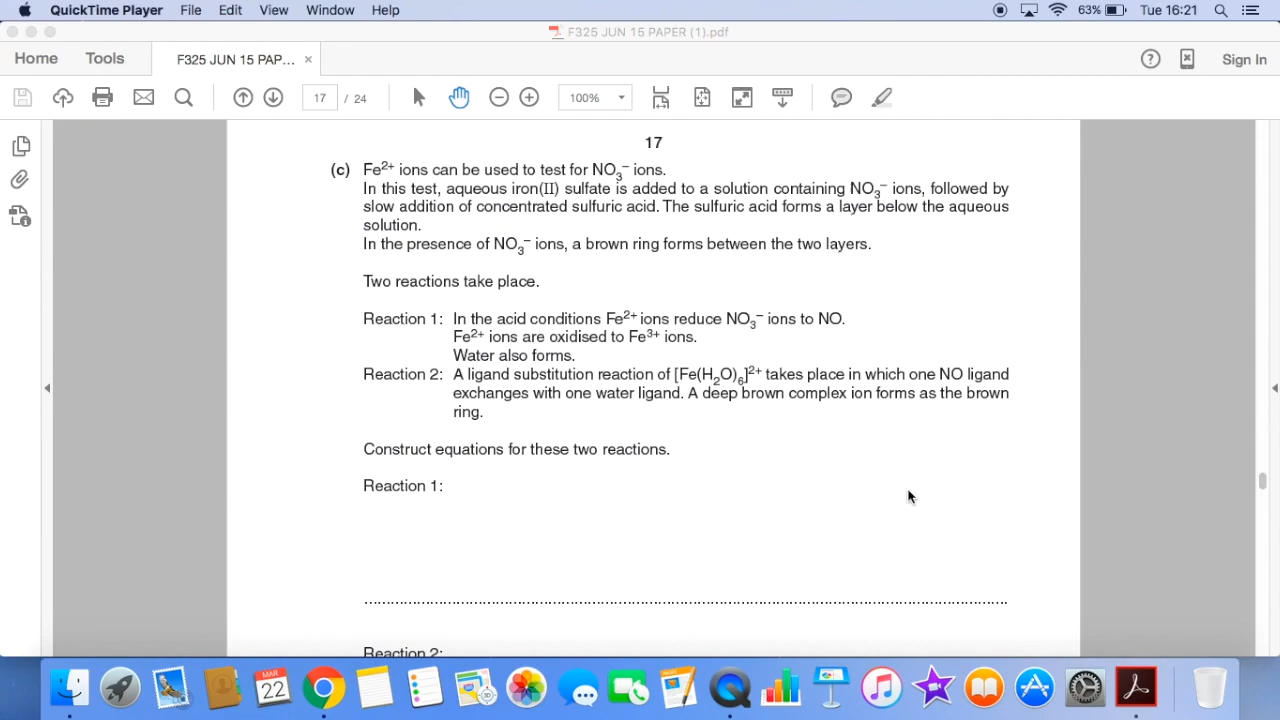 QuickTime Player File Edit View Window Help 63% Tue 16:21
F325 JUN 15 PAPER (1).pdf
Home Tools F325 JUN 15 PAP... × Sign In
17 / 24 100%
17
(c) Fe²⁺ ions can be used to test for NO₃⁻ ions.
In this test, aqueous iron(II) sulfate is added to a solution containing NO₃⁻ ions, followed by
slow addition of concentrated sulfuric acid. The sulfuric acid forms a layer below the aqueous
solution.
In the presence of NO₃⁻ ions, a brown ring forms between the two layers.
Two reactions take place.
Reaction 1: In the acid conditions Fe²⁺ ions reduce NO₃⁻ ions to NO.
Fe²⁺ ions are oxidised to Fe³⁺ ions.
Water also forms.
Reaction 2: A ligand substitution reaction of [Fe(H₂O)₆]²⁺ takes place in which one NO ligand
exchanges with one water ligand. A deep brown complex ion forms as the brown
ring.
Construct equations for these two reactions.
Reaction 1:
Reaction 2:
MAR
22